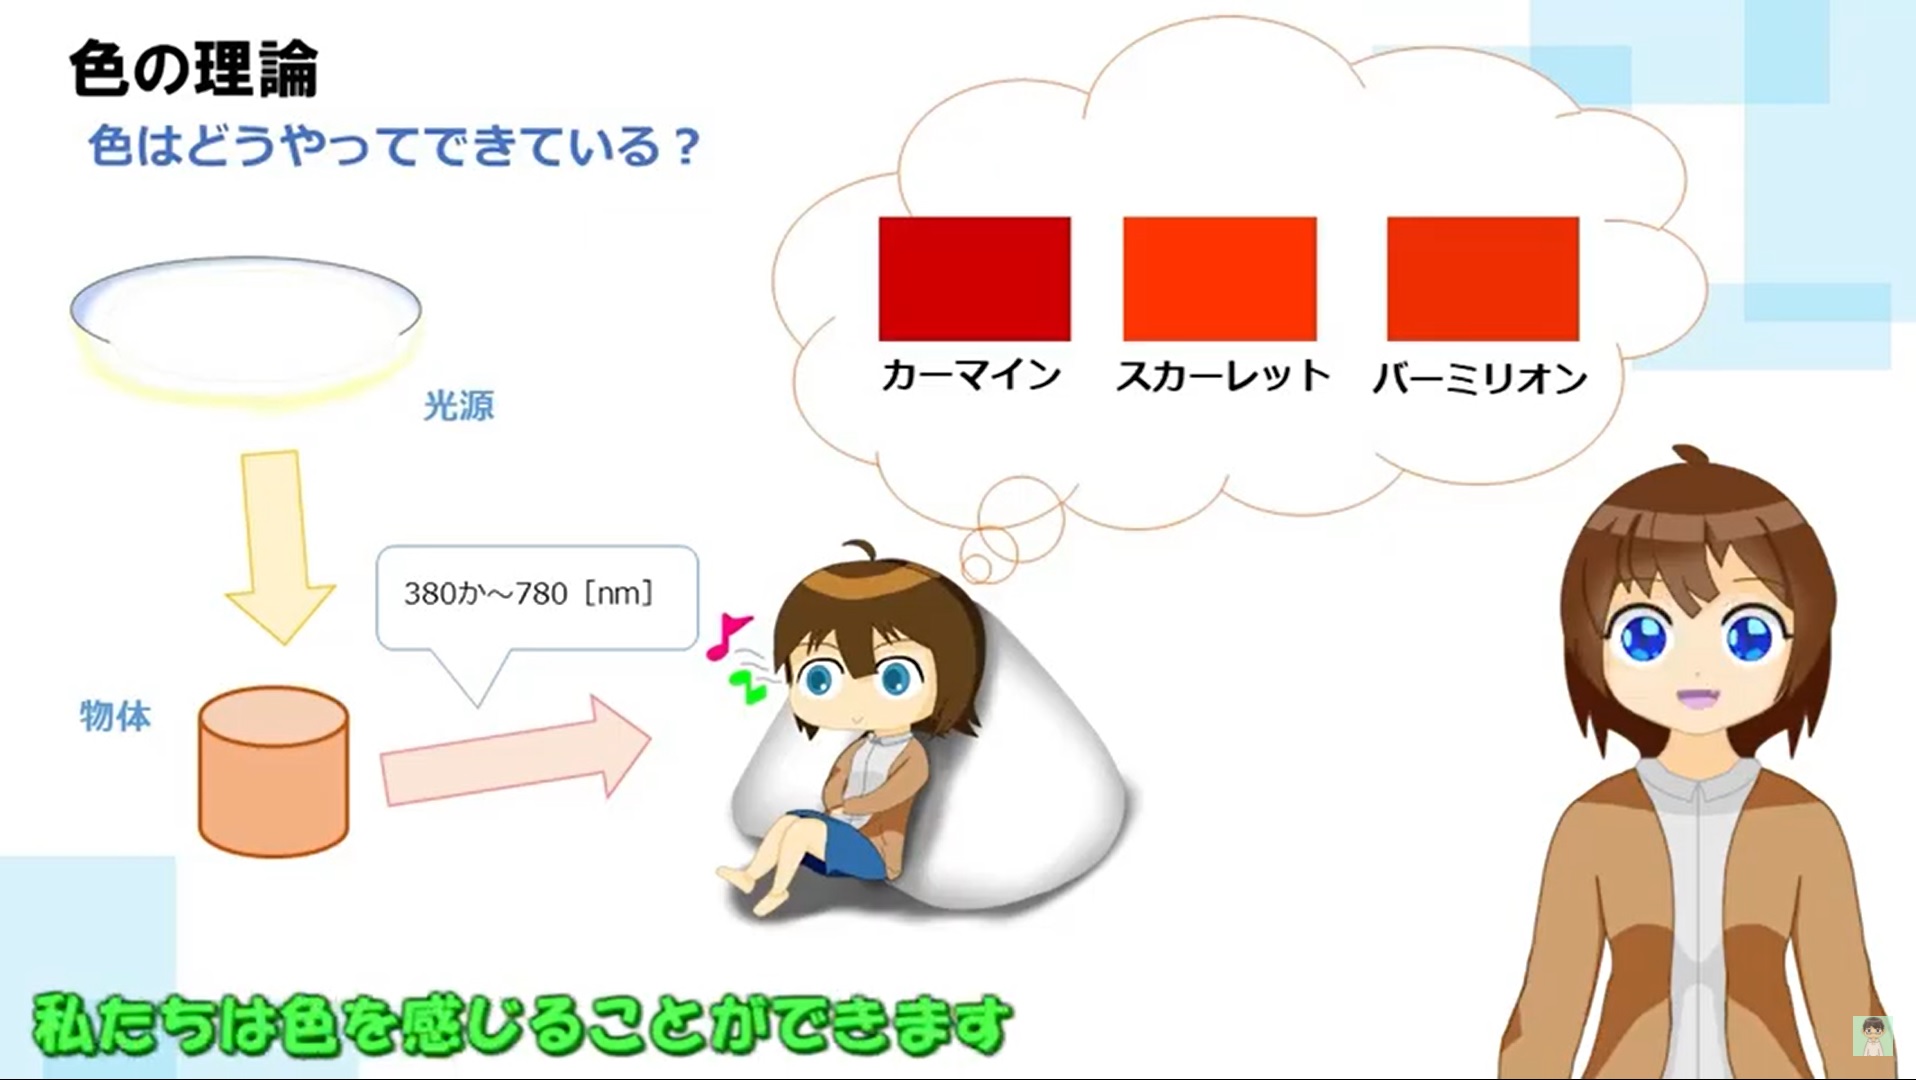 色の理論
色はどうやってできている？
カーマイン
スカーレット
バーミリオン
光源
380か～780［nm］
物体
私たちは色を感じることができます